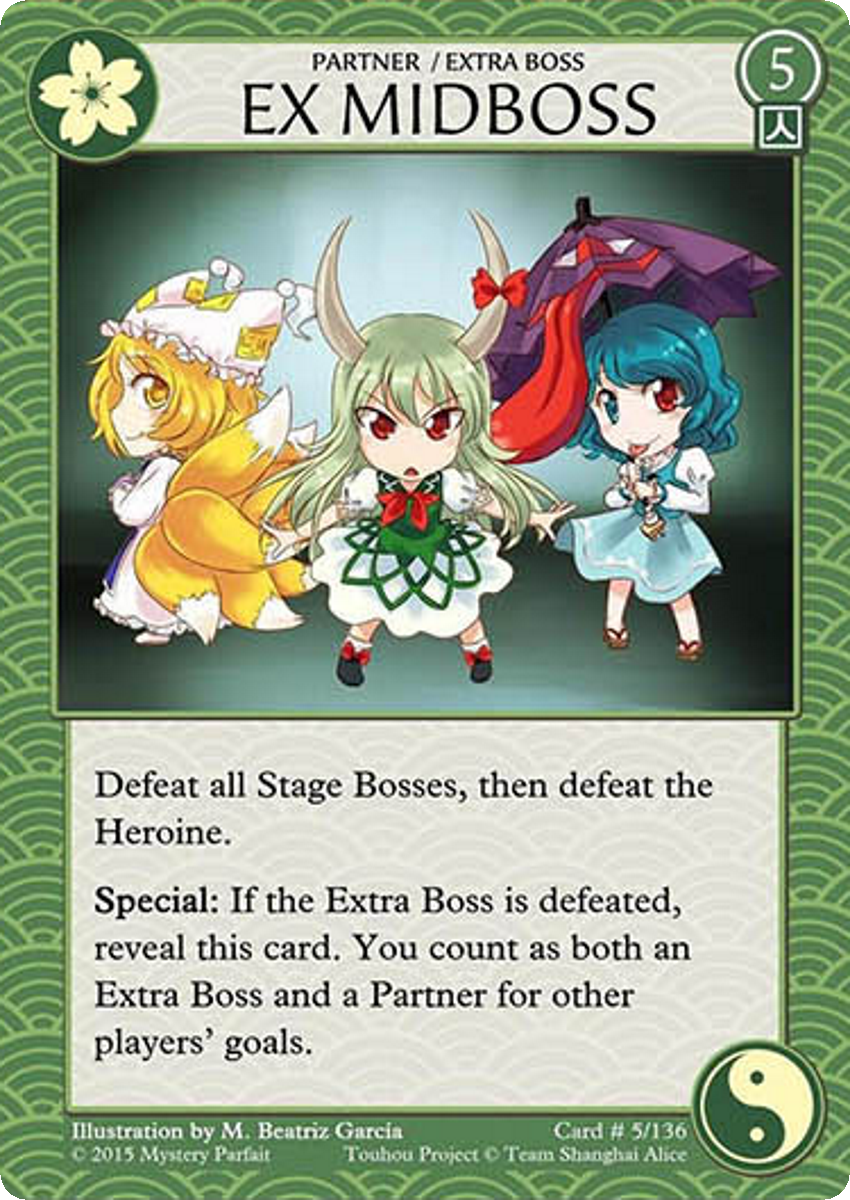 PARTNER / EXTRA BOSS
EX MIDBOSS
5
人
Defeat all Stage Bosses, then defeat the
Heroine.
Special: If the Extra Boss is defeated,
reveal this card. You count as both an
Extra Boss and a Partner for other
players' goals.
Illustration by M. Beatriz Garcia
Card # 5/136
© 2015 Mystery Parfait
Touhou Project © Team Shanghai Alice